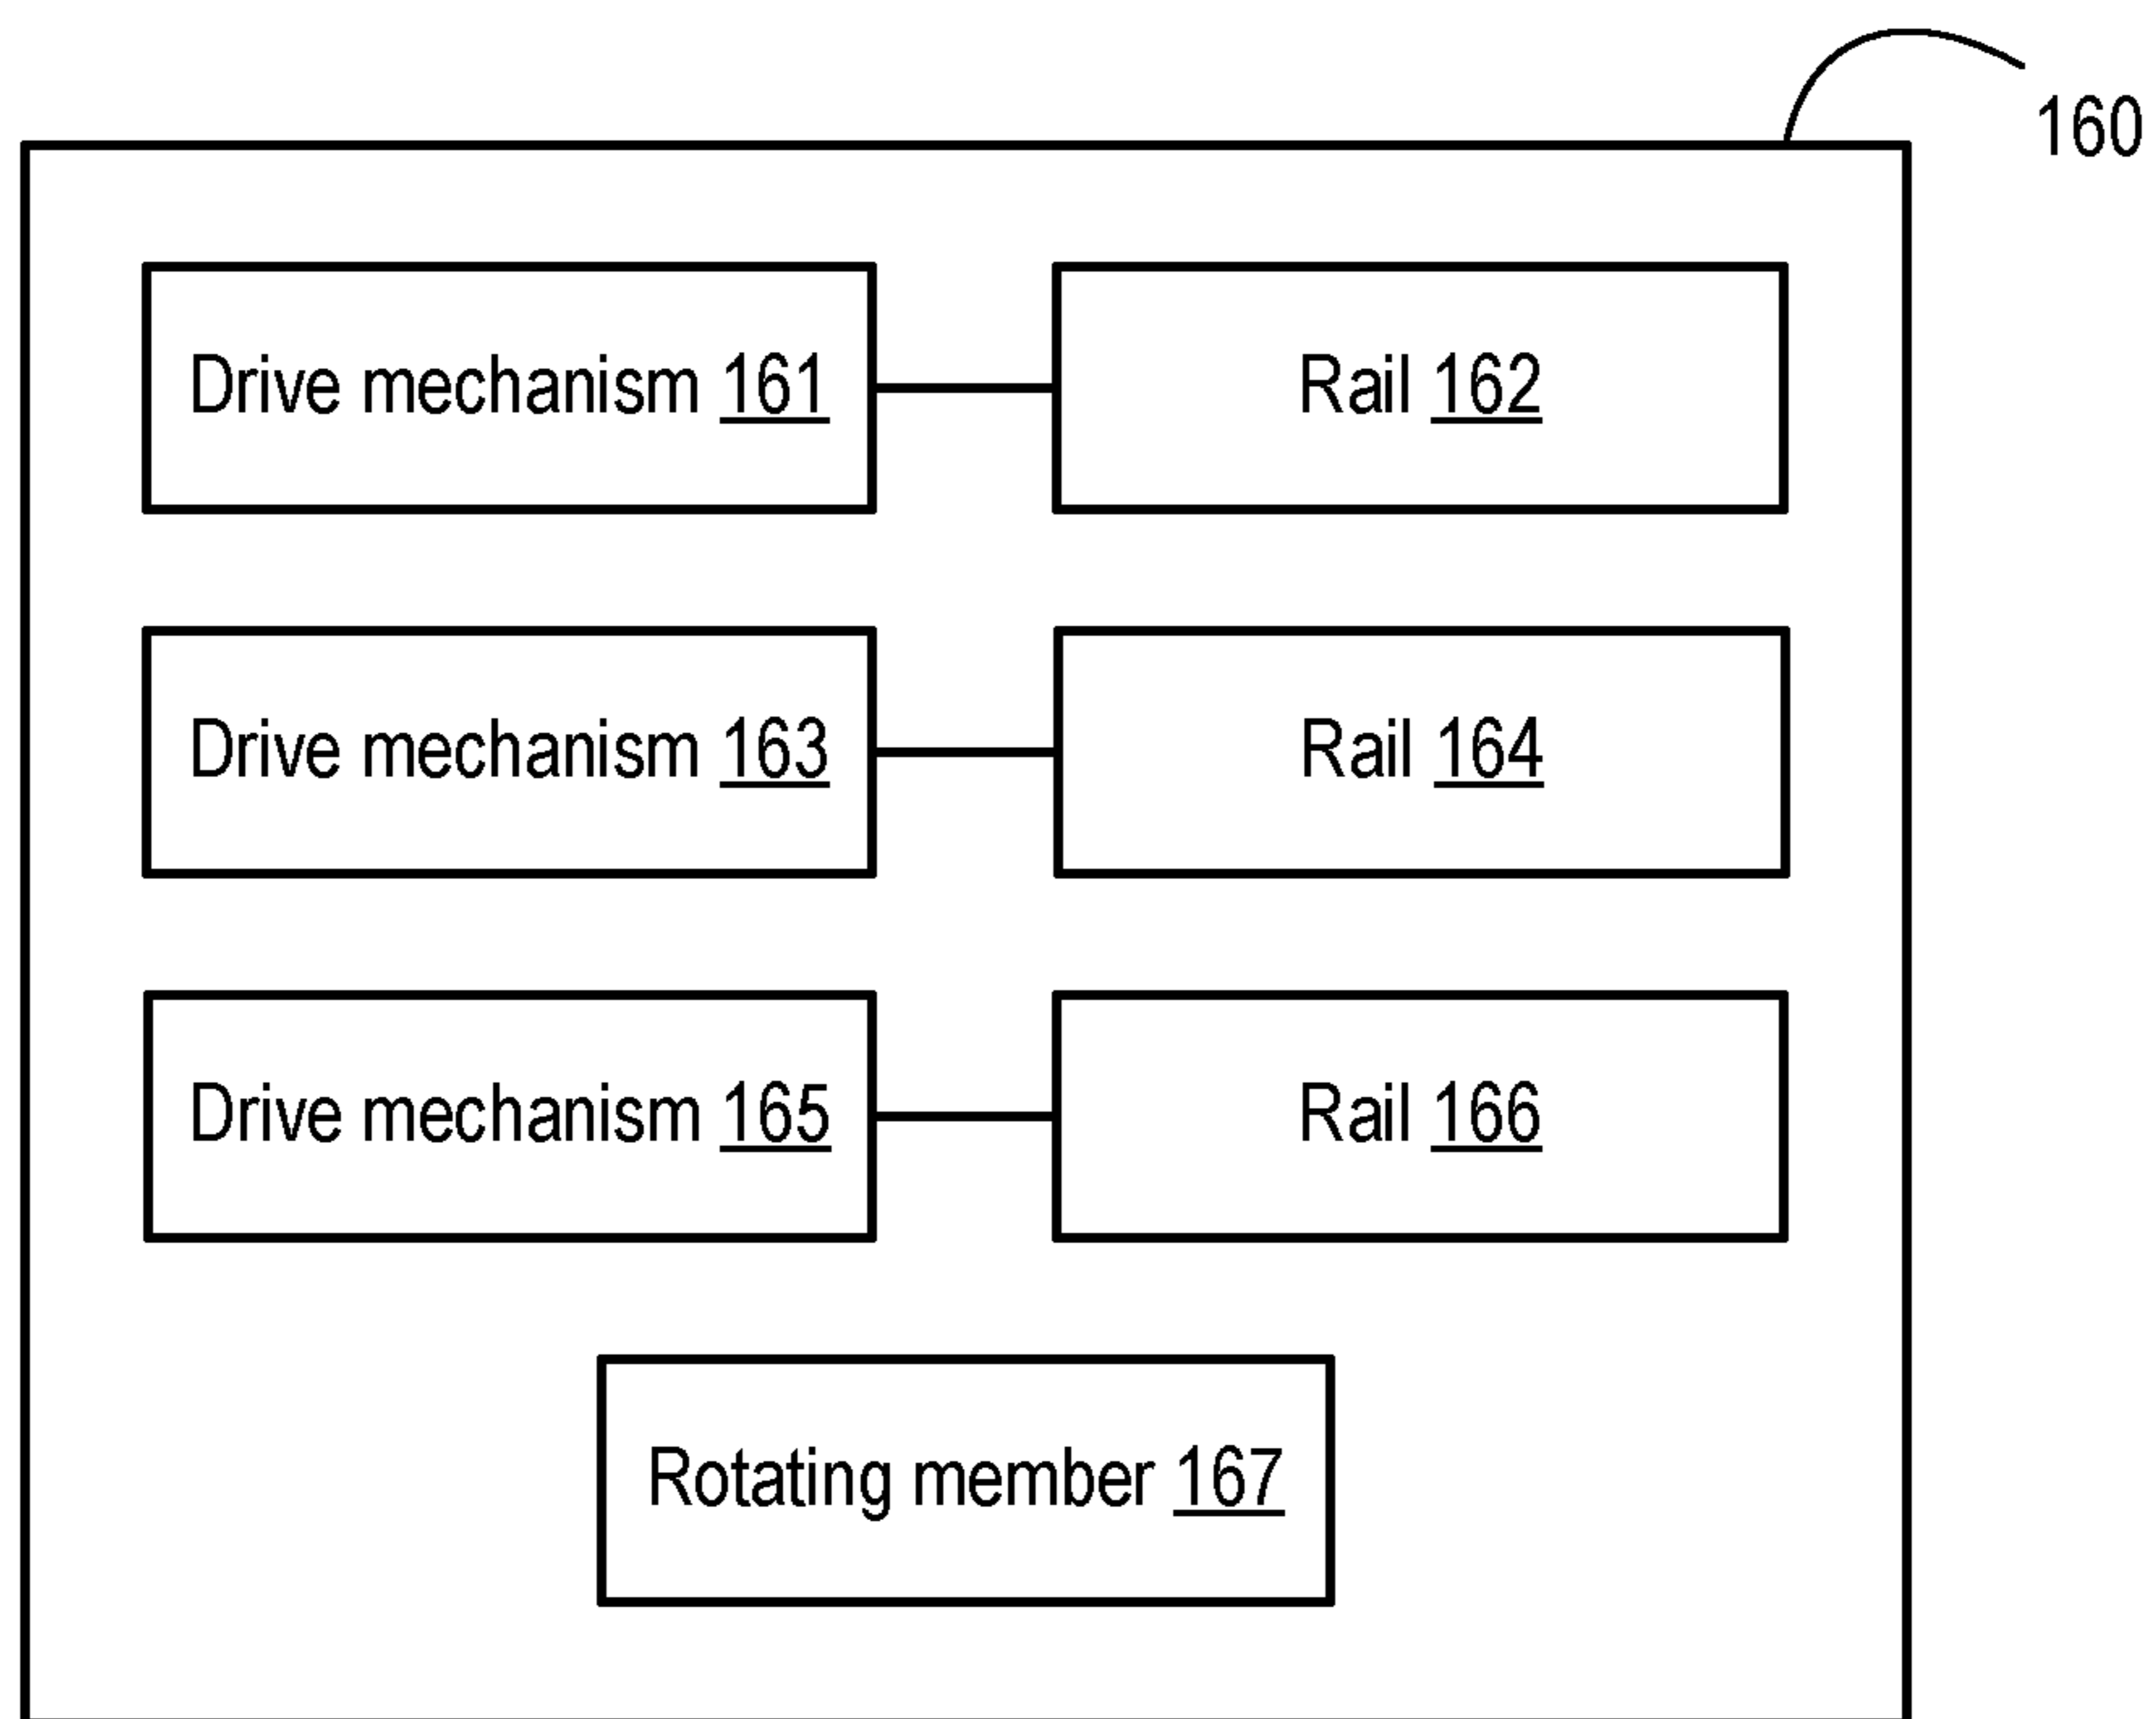 160
Drive mechanism 161
Rail 162
Drive mechanism 163
Rail 164
Drive mechanism 165
Rail 166
Rotating member 167